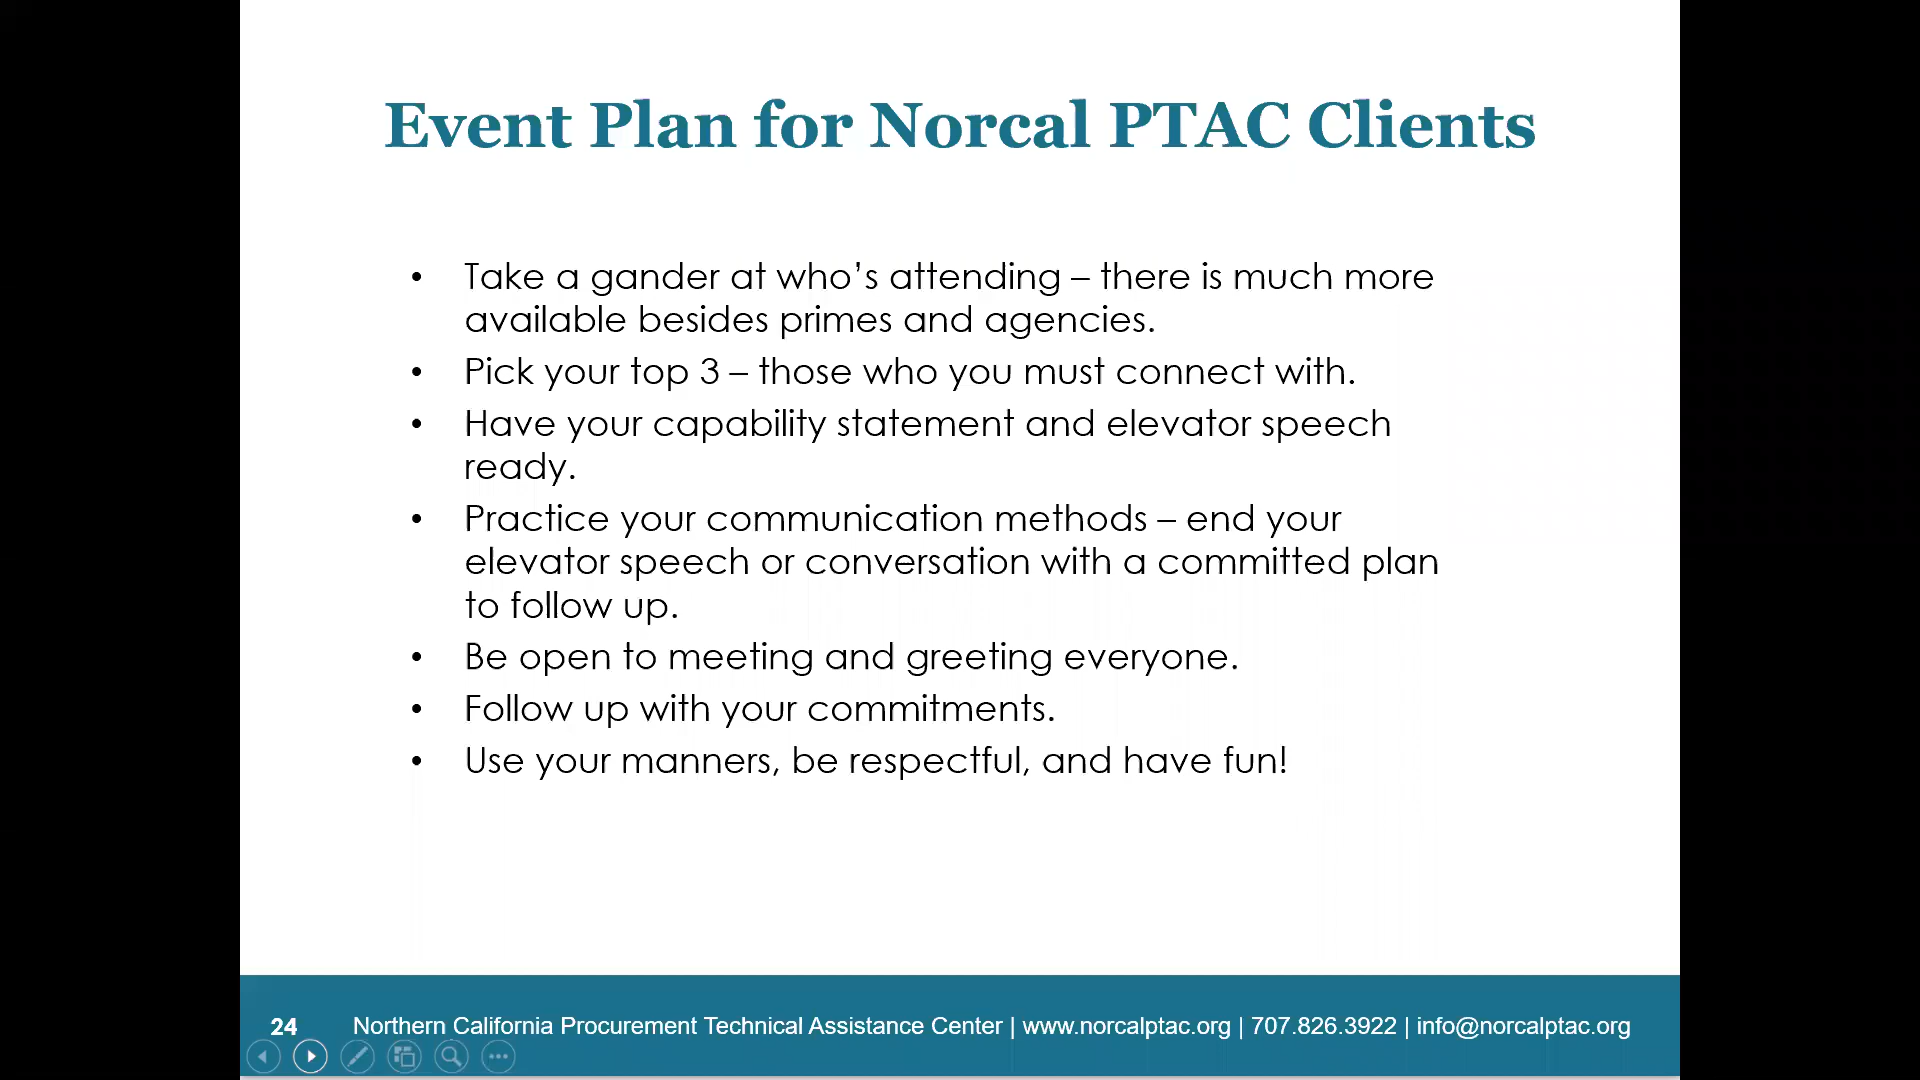 Event Plan for Norcal PTAC Clients
• Take a gander at who’s attending – there is much more
available besides primes and agencies.
• Pick your top 3 – those who you must connect with.
• Have your capability statement and elevator speech
ready.
• Practice your communication methods – end your
elevator speech or conversation with a committed plan
to follow up.
• Be open to meeting and greeting everyone.
• Follow up with your commitments.
• Use your manners, be respectful, and have fun!
24 Northern California Procurement Technical Assistance Center | www.norcalptac.org | 707.826.3922 | info@norcalptac.org